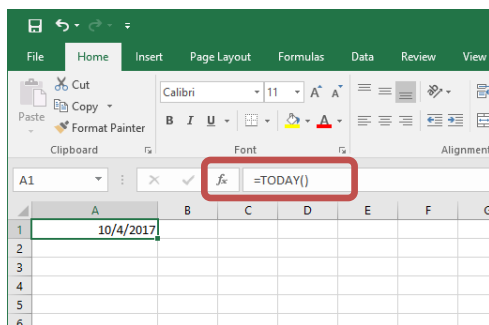 File Home Insert Page Layout Formulas Data Review View
Cut
Copy
Format Painter
Paste
Calibri 11 A A
B I U A
Clipboard Font Alignment
A1 fx =TODAY()
A B C D E F
1 10/4/2017
2
3
4
5
6